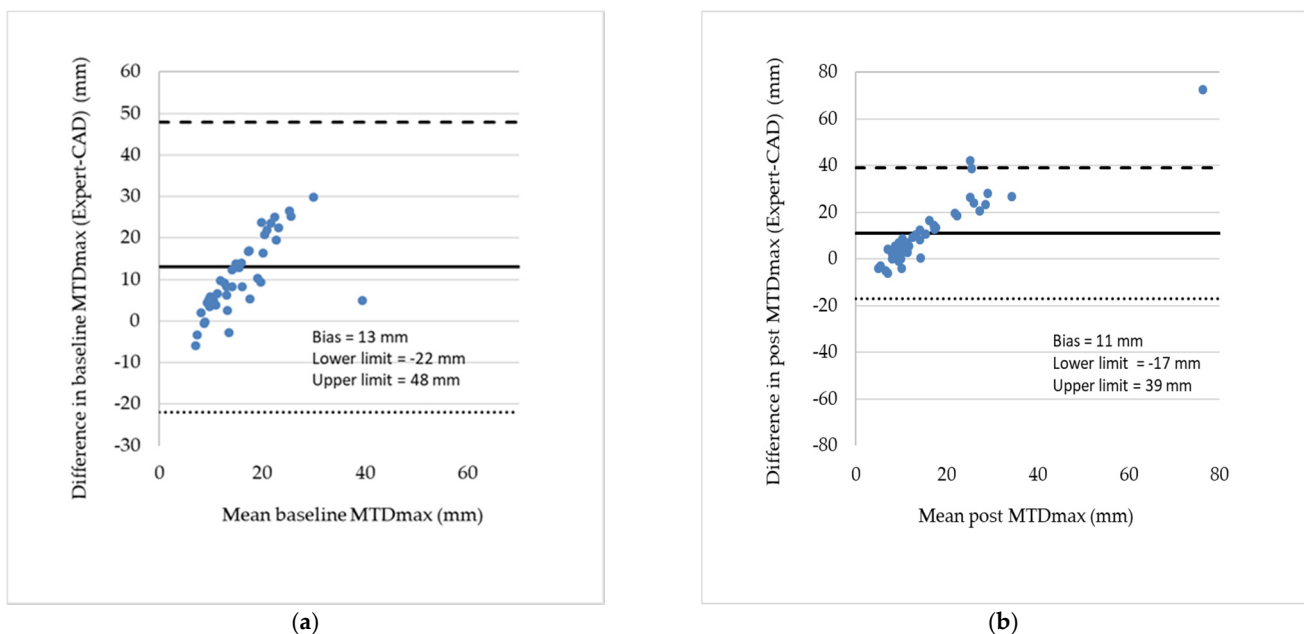 Difference in baseline MTDmax (Expert-CAD) (mm)
60
50
40
30
20
10
0
-10
-20
-30
Bias = 13 mm
Lower limit = -22 mm
Upper limit = 48 mm
0
20
40
60
Mean baseline MTDmax (mm)
(a)
Difference in post MTDmax (Expert-CAD) (mm)
80
60
40
20
0
-20
-40
-60
-80
Bias = 11 mm
Lower limit = -17 mm
Upper limit = 39 mm
0
20
40
60
80
Mean post MTDmax (mm)
(b)